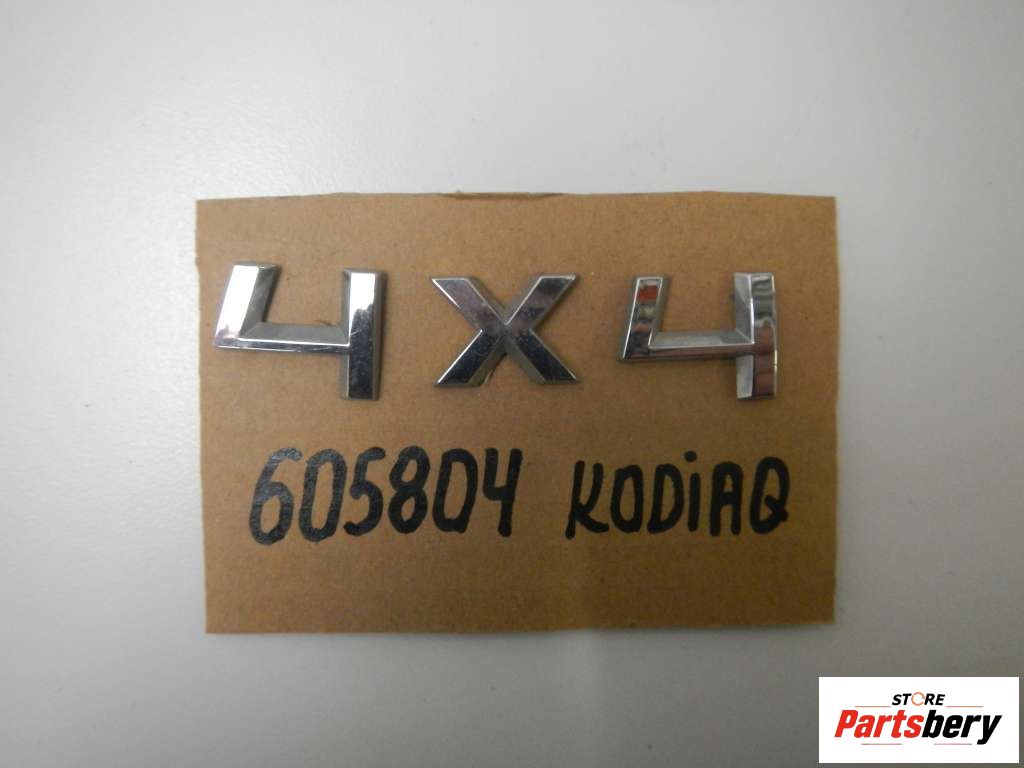 4x4
605804 KODiAQ
STORE
Partsbery